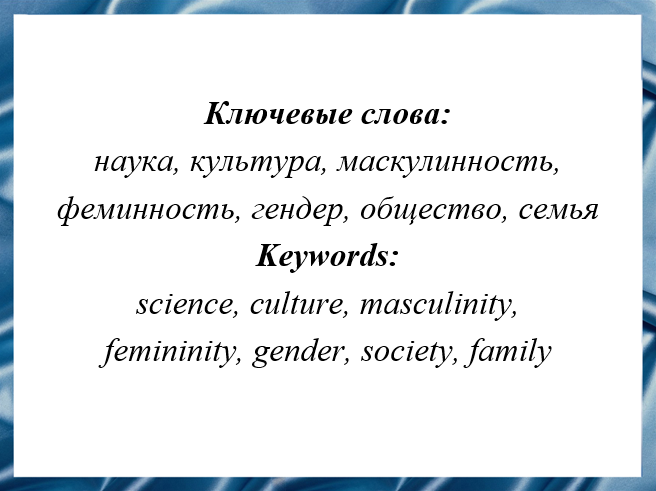 Ключевые слова:
наука, культура, маскулинность,
феминность, гендер, общество, семья
Keywords:
science, culture, masculinity,
femininity, gender, society, family